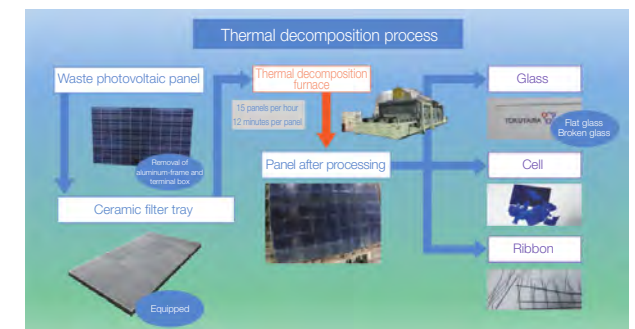 Thermal decomposition process
Waste photovoltaic panel
Removal of
aluminum-frame and
terminal box
Ceramic filter tray
Equipped
Thermal decomposition
furnace
15 panels per hour
12 minutes per panel
Panel after processing
Glass
TOKUYAMA
Flat glass
Broken glass
Cell
Ribbon